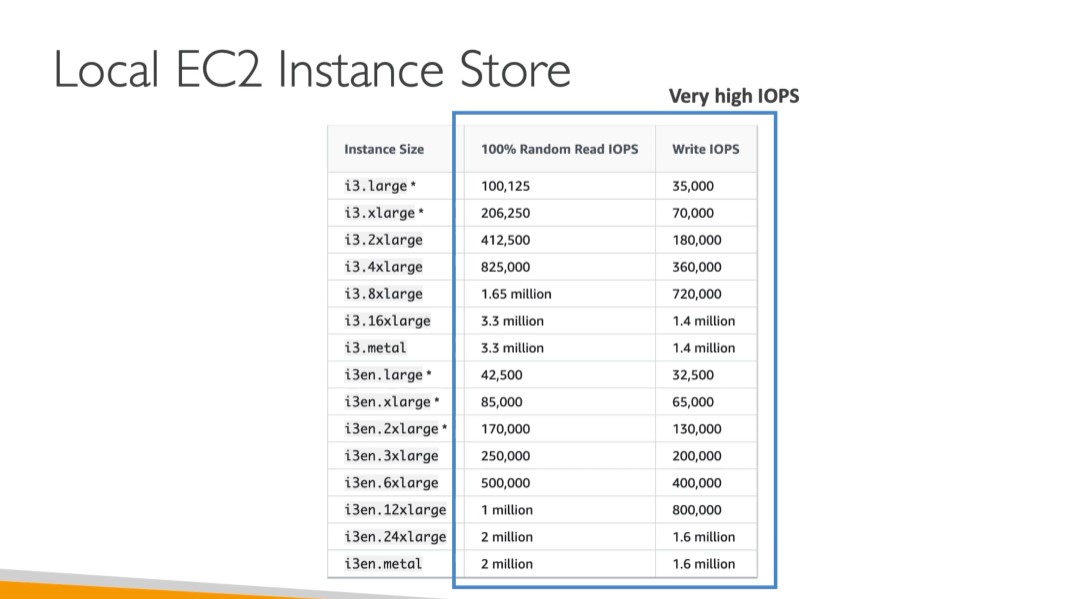 Local EC2 Instance Store
Very high IOPS
Instance Size 100% Random Read IOPS Write IOPS
i3.large * 100,125 35,000
i3.xlarge * 206,250 70,000
i3.2xlarge 412,500 180,000
i3.4xlarge 825,000 360,000
i3.8xlarge 1.65 million 720,000
i3.16xlarge 3.3 million 1.4 million
i3.metal 3.3 million 1.4 million
i3en.large * 42,500 32,500
i3en.xlarge * 85,000 65,000
i3en.2xlarge * 170,000 130,000
i3en.3xlarge 250,000 200,000
i3en.6xlarge 500,000 400,000
i3en.12xlarge 1 million 800,000
i3en.24xlarge 2 million 1.6 million
i3en.metal 2 million 1.6 million